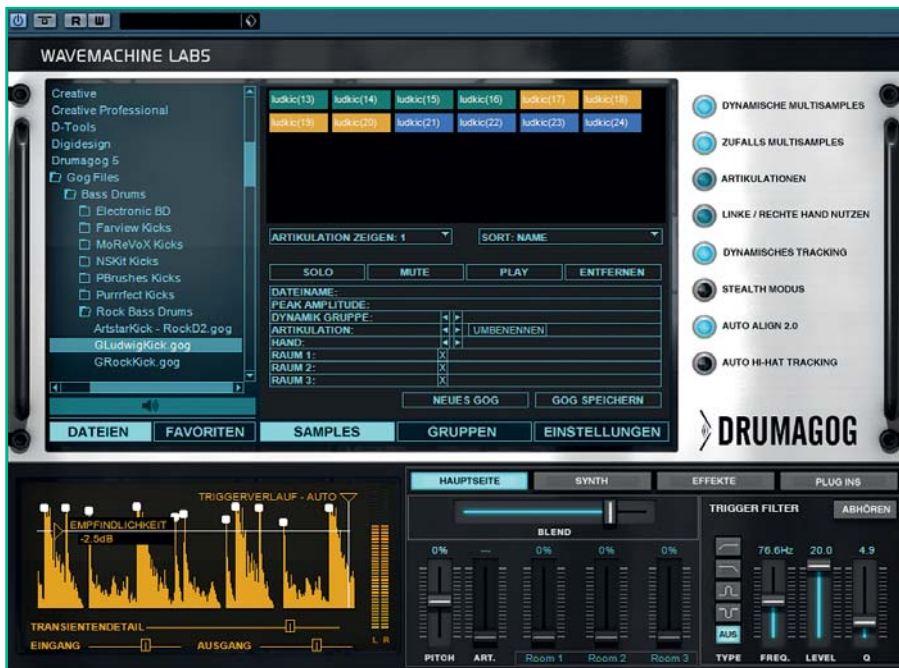 R W
WAVEMACHINE LABS
Creative
Creative Professional
D-Tools
Digidesign
Drumagog 5
Gog Files
Bass Drums
Electronic BD
Farview Kicks
MoReVoX Kicks
NSKit Kicks
PBrushes Kicks
Purrrfect Kicks
Rock Bass Drums
ArtstarKick - RockD2.gog
GLudwigKick.gog
GRockKick.gog
DATEIEN FAVORITEN
ludkic(13) ludkic(14) ludkic(15) ludkic(16) ludkic(17) ludkic(18)
ludkic(19) ludkic(20) ludkic(21) ludkic(22) ludkic(23) ludkic(24)
ARTIKULATION ZEIGEN: 1 SORT: NAME
SOLO MUTE PLAY ENTFERNEN
DATEINAME:
PEAK AMPLITUDE:
DYNAMIK GRUPPE:
ARTIKULATION: UMBENENNEN
HAND:
RAUM 1: X
RAUM 2: X
RAUM 3: X
NEUES GOG GOG SPEICHERN
SAMPLES GRUPPEN EINSTELLUNGEN
DYNAMISCHE MULTISAMPLES
ZUFALLS MULTISAMPLES
ARTIKULATIONEN
LINKE / RECHTE HAND NUTZEN
DYNAMISCHES TRACKING
STEALTH MODUS
AUTO ALIGN 2.0
AUTO HI-HAT TRACKING
DRUMAGOG
TRIGGERVERLAUF - AUTO
EMPFINDLICHKEIT
-2.5dB
TRANSIENTENDETAIL
EINGANG AUSGANG L R
HAUPTSEITE SYNTH EFFEKTE PLUG INS
BLEND
0% --- 0% 0% 0%
PITCH ART. Room 1 Room 2 Room 3
TRIGGER FILTER ABHÖREN
76.6Hz 20.0 4.9
AUS
TYPE FREQ. LEVEL Q